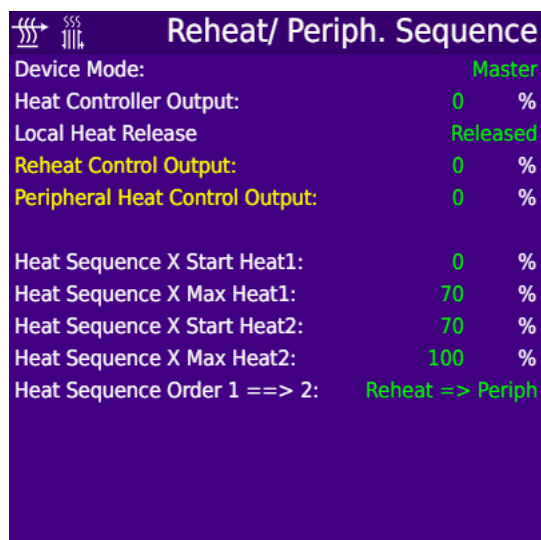 Reheat/ Periph. Sequence
Device Mode: Master
Heat Controller Output: 0 %
Local Heat Release Released
Reheat Control Output: 0 %
Peripheral Heat Control Output: 0 %
Heat Sequence X Start Heat1: 0 %
Heat Sequence X Max Heat1: 70 %
Heat Sequence X Start Heat2: 70 %
Heat Sequence X Max Heat2: 100 %
Heat Sequence Order 1 ==> 2: Reheat => Periph